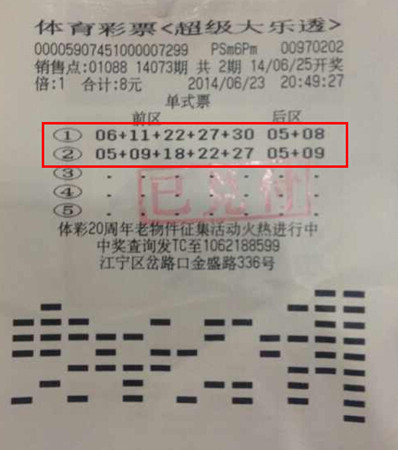 体育彩票<超级大乐透>
00005907451000007299 PSm6Pm 00970202
销售点:01088 14073期 共 2期 14/06/25开奖
倍:1 合计:8元 2014/06/23 20:49:27
单式票
前区 后区
① 06+11+22+27+30 05+08
② 05+09+18+22+27 05+09
③ - - - - - - -
④ - - - - - - -
⑤ - - - - - - -
已兑付
体彩20周年老物件征集活动火热进行中
中奖查询发TC至1062188599
江宁区岔路口金盛路336号